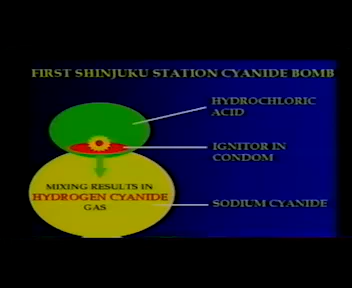 FIRST SHINJUKU STATION CYANIDE BOMB
HYDROCHLORIC
ACID
IGNITOR IN
CONDOM
MIXING RESULTS IN
HYDROGEN CYANIDE
GAS
SODIUM CYANIDE